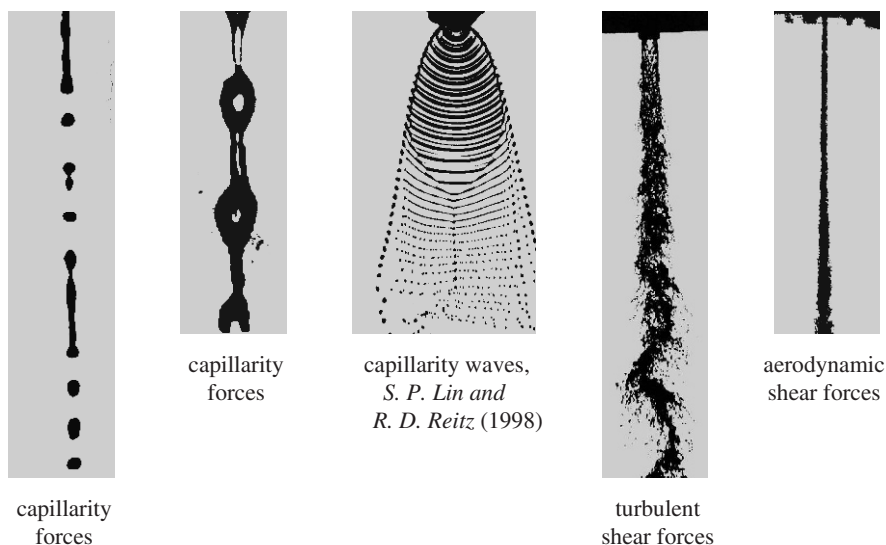 capillarity
forces
capillarity
forces
capillarity waves,
S. P. Lin and
R. D. Reitz (1998)
turbulent
shear forces
aerodynamic
shear forces